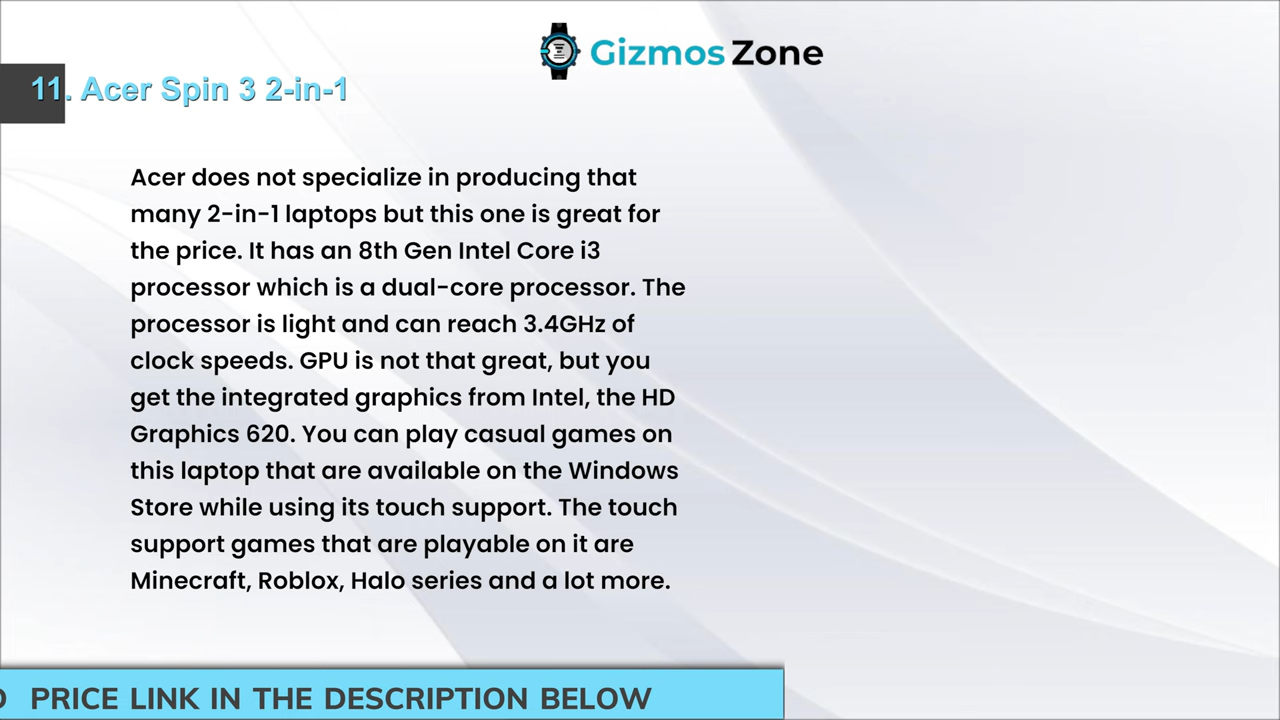 Gizmos Zone
11. Acer Spin 3 2-in-1
Acer does not specialize in producing that
many 2-in-1 laptops but this one is great for
the price. It has an 8th Gen Intel Core i3
processor which is a dual-core processor. The
processor is light and can reach 3.4GHz of
clock speeds. GPU is not that great, but you
get the integrated graphics from Intel, the HD
Graphics 620. You can play casual games on
this laptop that are available on the Windows
Store while using its touch support. The touch
support games that are playable on it are
Minecraft, Roblox, Halo series and a lot more.
PRICE LINK IN THE DESCRIPTION BELOW